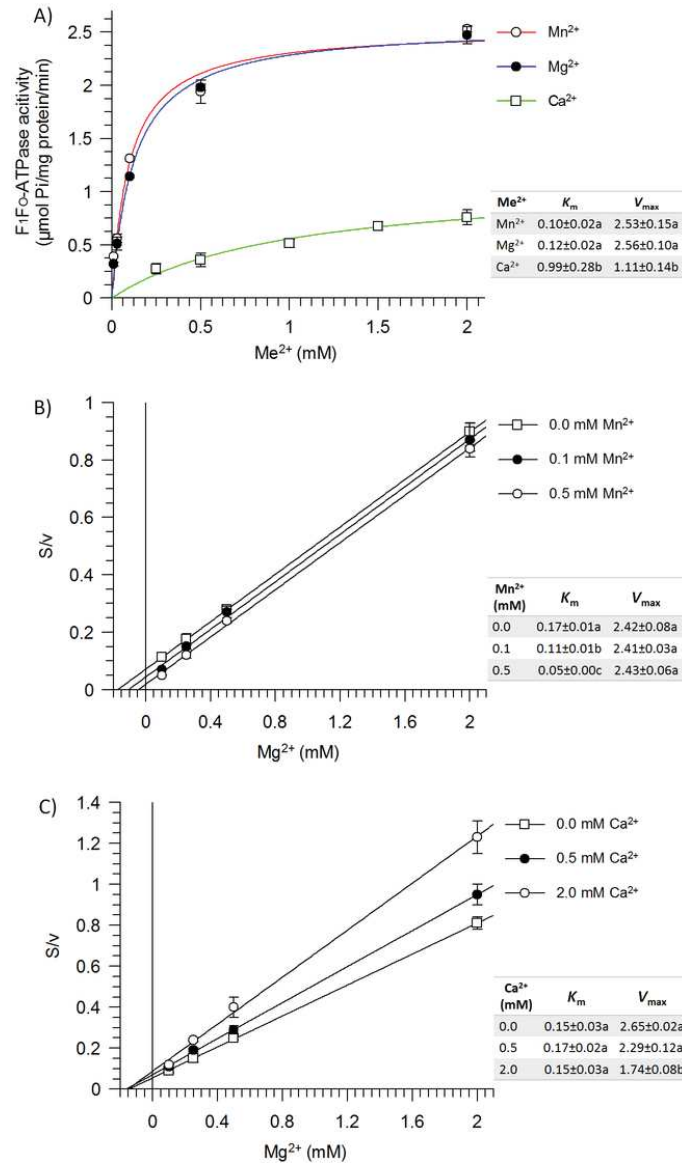 A)
F1FO-ATPase acitivity
(µmol Pi/mg protein/min)
2.5
2
1.5
1
0.5
0
0 0.5 1 1.5 2
Me²⁺ (mM)
Mn²⁺
Mg²⁺
Ca²⁺
Me²⁺ Km Vmax
Mn²⁺ 0.10±0.02a 2.53±0.15a
Mg²⁺ 0.12±0.02a 2.56±0.10a
Ca²⁺ 0.99±0.28b 1.11±0.14b
B)
S/v
1
0.8
0.6
0.4
0.2
0
0 0.4 0.8 1.2 1.6 2
Mg²⁺ (mM)
0.0 mM Mn²⁺
0.1 mM Mn²⁺
0.5 mM Mn²⁺
Mn²⁺
(mM) Km Vmax
0.0 0.17±0.01a 2.42±0.08a
0.1 0.11±0.01b 2.41±0.03a
0.5 0.05±0.00c 2.43±0.06a
C)
S/v
1.4
1.2
1
0.8
0.6
0.4
0.2
0
0 0.4 0.8 1.2 1.6 2
Mg²⁺ (mM)
0.0 mM Ca²⁺
0.5 mM Ca²⁺
2.0 mM Ca²⁺
Ca²⁺
(mM) Km Vmax
0.0 0.15±0.03a 2.65±0.02a
0.5 0.17±0.02a 2.29±0.12a
2.0 0.15±0.03a 1.74±0.08b